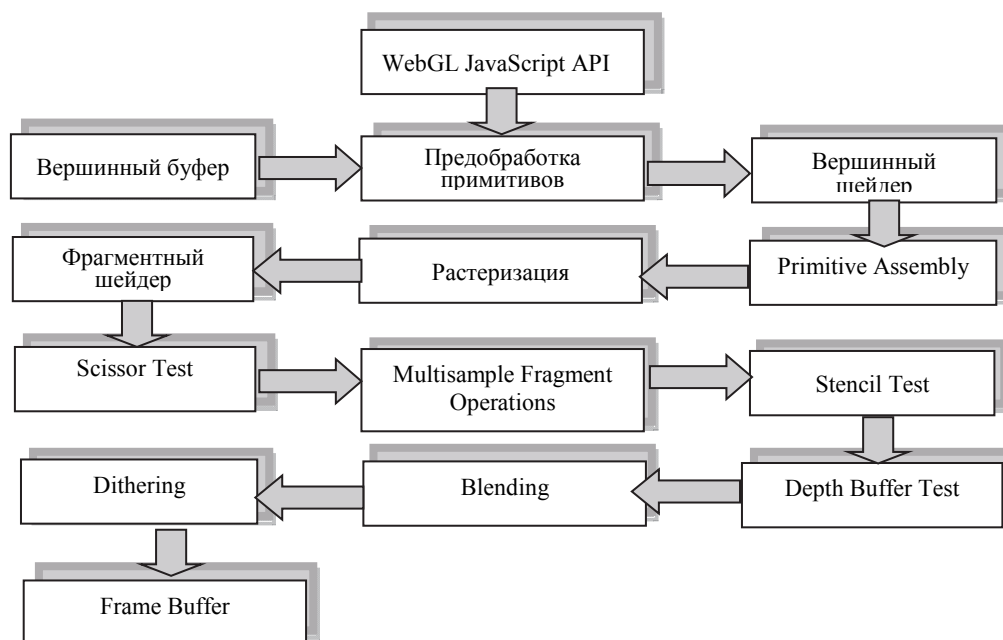 WebGL JavaScript API
Вершинный буфер
Предобработка
примитивов
Вершинный
шейдер
Фрагментный
шейдер
Растеризация
Primitive Assembly
Scissor Test
Multisample Fragment
Operations
Stencil Test
Dithering
Blending
Depth Buffer Test
Frame Buffer